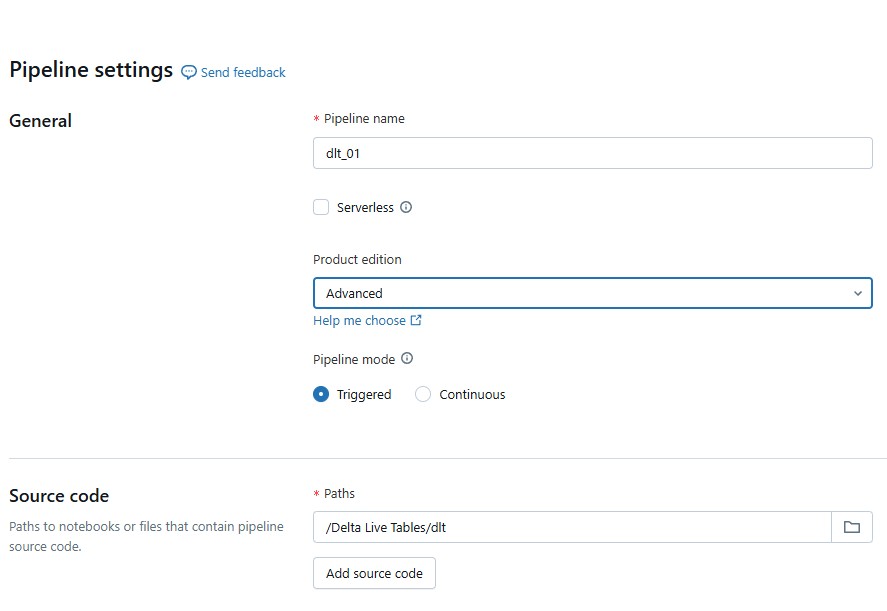 Pipeline settings Send feedback
General
* Pipeline name
dlt_01
Serverless
Product edition
Advanced
Help me choose
Pipeline mode
Triggered Continuous
Source code
Paths to notebooks or files that contain pipeline
source code.
* Paths
/Delta Live Tables/dlt
Add source code